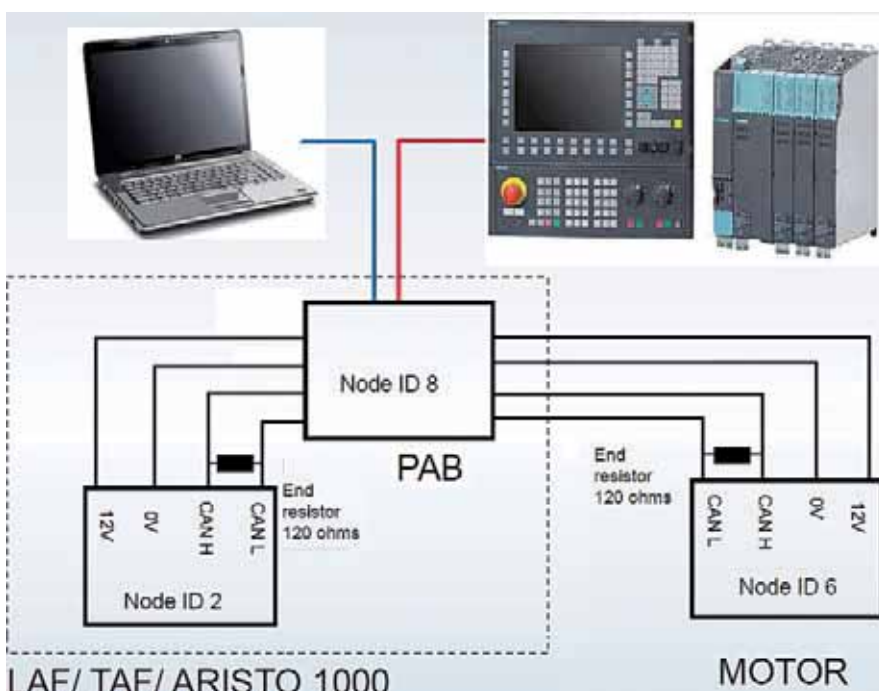 Node ID 8
PAB
End
resistor
120 ohms
12V
0V
CAN H
CAN L
Node ID 2
End
resistor
120 ohms
CAN L
CAN H
0V
12V
Node ID 6
LAF/ TAF/ ARISTO 1000
MOTOR